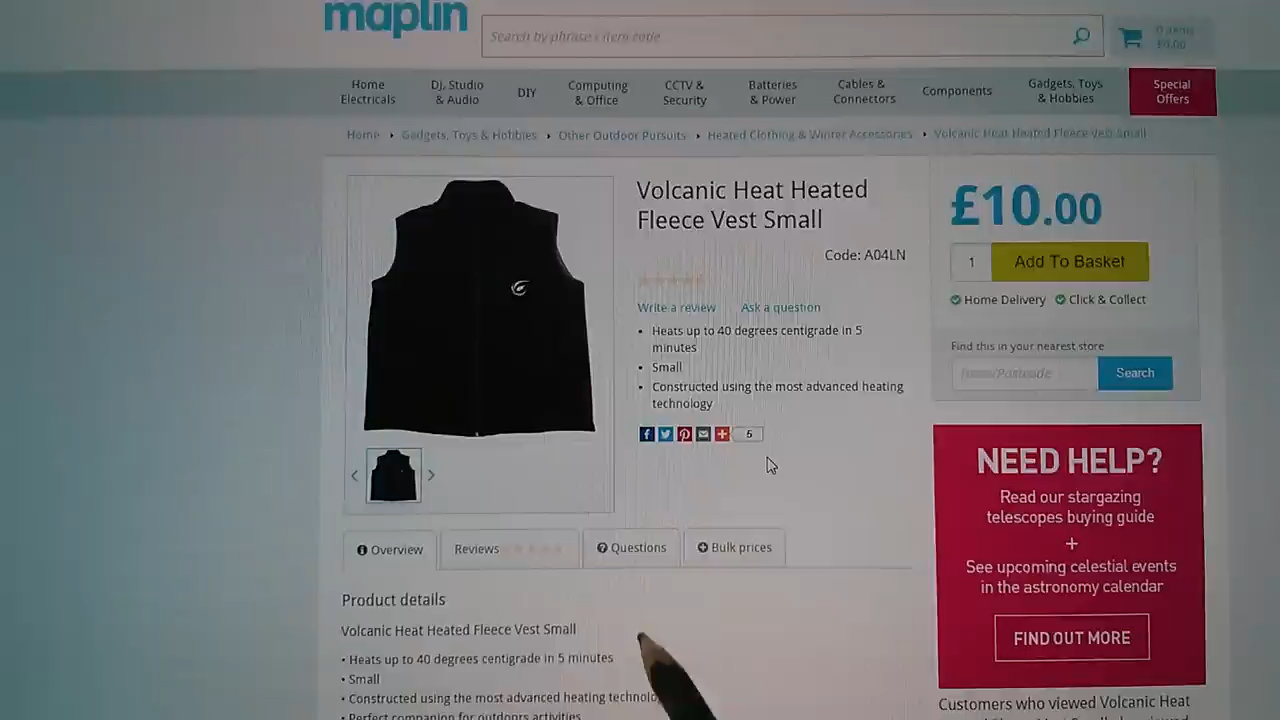 maplin
Search by phrase / item code
0 items
£0.00
Home Electricals
DJ, Studio & Audio
DIY
Computing & Office
CCTV & Security
Batteries & Power
Cables & Connectors
Components
Gadgets, Toys & Hobbies
Special Offers
Home › Gadgets, Toys & Hobbies › Other Outdoor Pursuits › Heated Clothing & Winter Accessories › Volcanic Heat Heated Fleece Vest Small
Volcanic Heat Heated
Fleece Vest Small
Code: A04LN
Write a review Ask a question
• Heats up to 40 degrees centigrade in 5
minutes
• Small
• Constructed using the most advanced heating
technology
5
£10.00
1 Add To Basket
Home Delivery Click & Collect
Find this in your nearest store
Town/Postcode Search
NEED HELP?
Read our stargazing
telescopes buying guide
+
See upcoming celestial events
in the astronomy calendar
FIND OUT MORE
Customers who viewed Volcanic Heat
Overview
Reviews
Questions
Bulk prices
Product details
Volcanic Heat Heated Fleece Vest Small
• Heats up to 40 degrees centigrade in 5 minutes
• Small
• Constructed using the most advanced heating technolo
• Perfect companion for outdoors activities